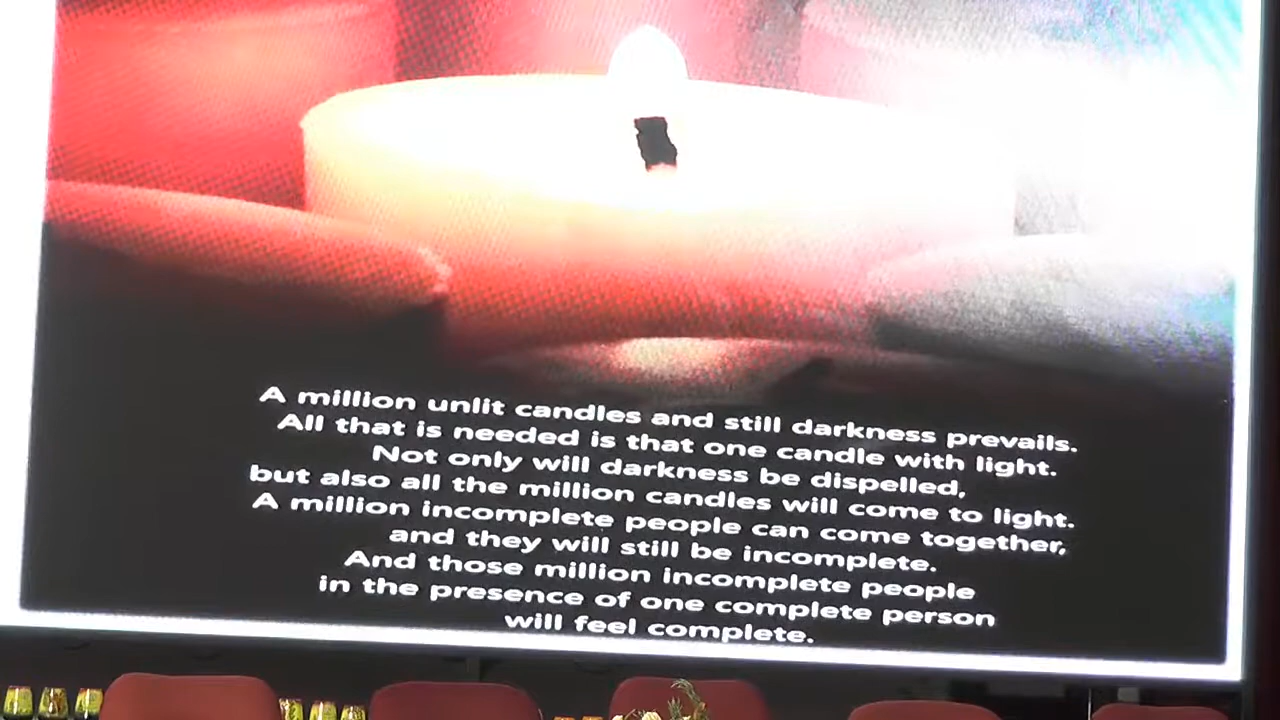 A million unlit candles and still darkness prevails.
All that is needed is that one candle with light.
Not only will darkness be dispelled,
but also all the million candles will come to light.
A million incomplete people can come together,
and they will still be incomplete.
And those million incomplete people
in the presence of one complete person
will feel complete.